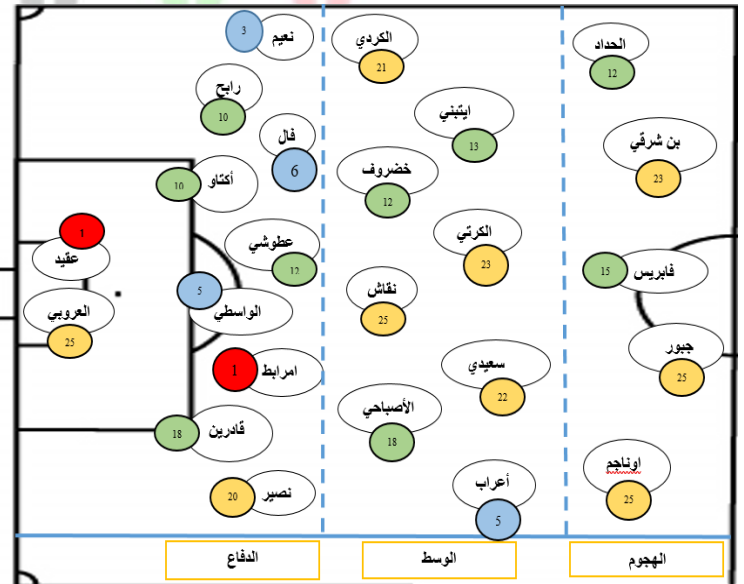 الحداد
12
بن شرقي
23
فابريس
15
جبور
25
اوناجم
25
الكردي
21
ايتبني
13
خضروف
12
الكرتي
23
نقاش
25
سعيدي
22
الأصباحي
18
أعراب
5
نعيم
3
رابح
10
فال
6
أكتاو
10
عطوشي
12
الواسطي
5
امرابط
1
قادرين
18
نصير
20
عقيد
1
العروبي
25
الهجوم
الوسط
الدفاع